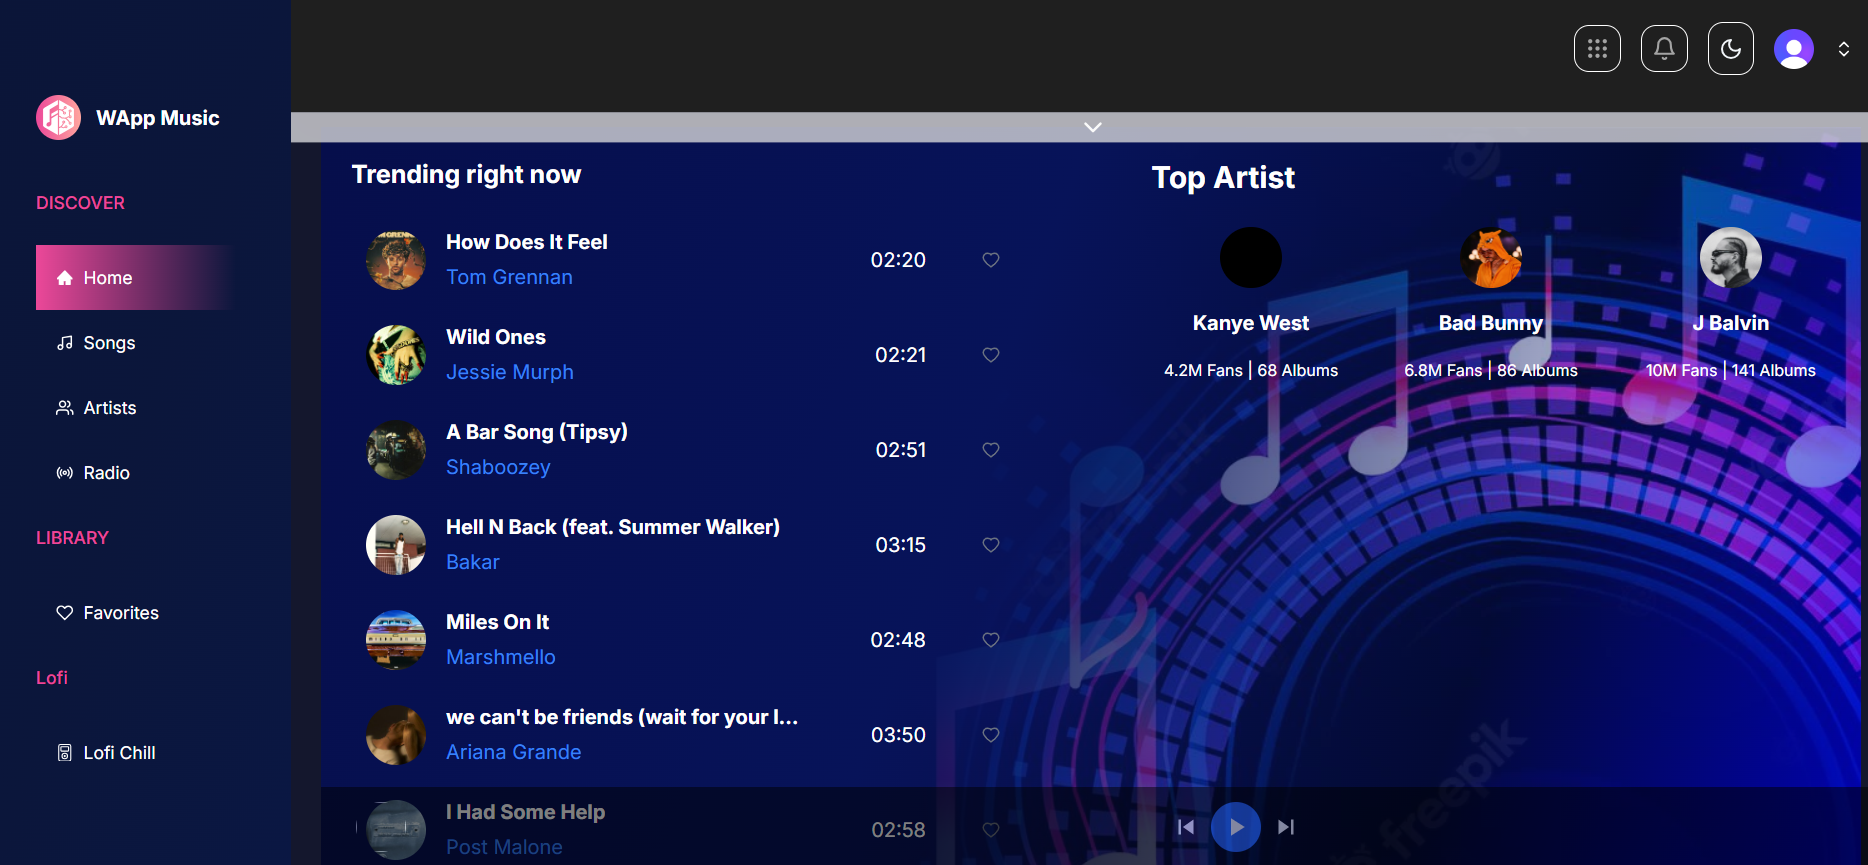 WApp Music
DISCOVER
Home
Songs
Artists
Radio
LIBRARY
Favorites
Lofi
Lofi Chill
Trending right now
How Does It Feel
Tom Grennan
02:20
Wild Ones
Jessie Murph
02:21
A Bar Song (Tipsy)
Shaboozey
02:51
Hell N Back (feat. Summer Walker)
Bakar
03:15
Miles On It
Marshmello
02:48
we can't be friends (wait for your l...
Ariana Grande
03:50
I Had Some Help
Post Malone
02:58
Top Artist
Kanye West
4.2M Fans | 68 Albums
Bad Bunny
6.8M Fans | 86 Albums
J Balvin
10M Fans | 141 Albums
freepik